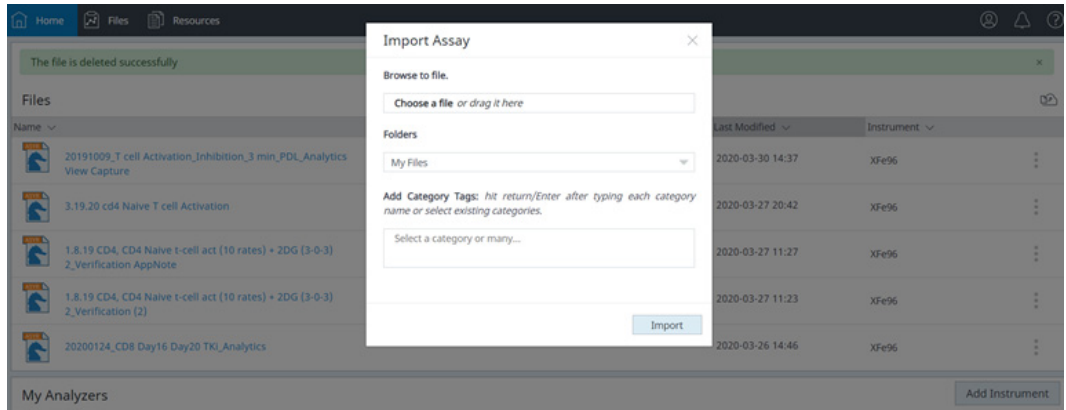 Home Files Resources
Import Assay
The file is deleted successfully
Browse to file.
Files
Choose a file or drag it here
Name Last Modified Instrument
Folders
20191009_T cell Activation_Inhibition_3 min_PDL_Analytics
View Capture
My Files
2020-03-30 14:37 XFe96
3.19.20 cd4 Naive T cell Activation
Add Category Tags: hit return/Enter after typing each category
name or select existing categories.
2020-03-27 20:42 XFe96
1.8.19 CD4, CD4 Naive t-cell act (10 rates) + 2DG (3-0-3)
2_Verification AppNote
Select a category or many...
2020-03-27 11:27 XFe96
1.8.19 CD4, CD4 Naive t-cell act (10 rates) + 2DG (3-0-3)
2_Verification (2)
2020-03-27 11:23 XFe96
Import
20200124_CD8 Day16 Day20 TKi_Analytics
2020-03-26 14:46 XFe96
My Analyzers Add Instrument